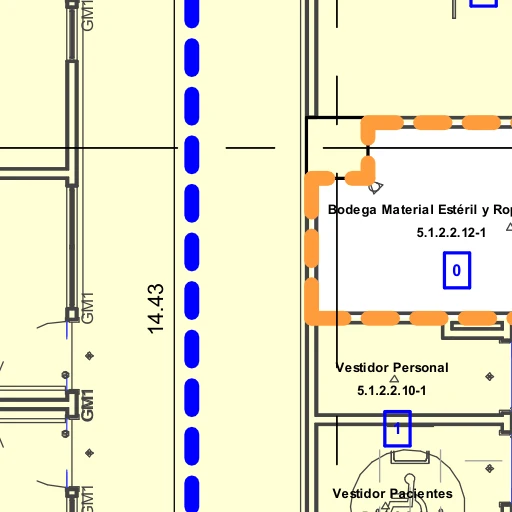 GM1
Bodega Material Estéril y Rop
5.1.2.2.12-1
0
14.43
GM1
Vestidor Personal
5.1.2.2.10-1
GM1
1
Vestidor Pacientes
GM1